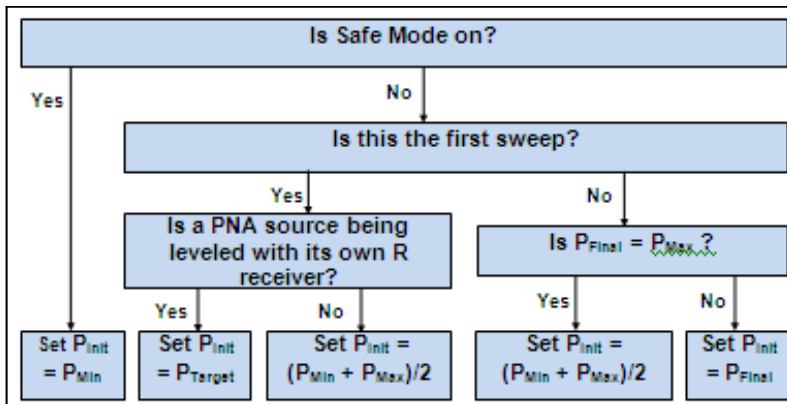 Is Safe Mode on?
Yes
No
Is this the first sweep?
Yes
No
Is a PNA source being
leveled with its own R
receiver?
Is PFinal = PMax ?
Yes
No
Yes
No
Set PInit
= PMin
Set PInit
= PTarget
Set PInit =
(PMin + PMax)/2
Set PInit =
(PMin + PMax)/2
Set PInit
= PFinal